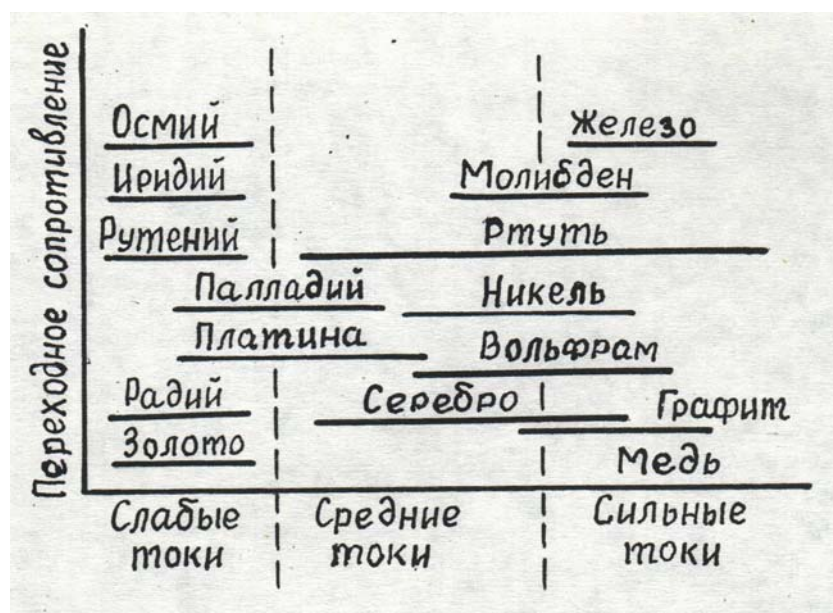 Переходное сопротивление
Осмий
Железо
Иридий
Молибден
Рутений
Ртуть
Палладий
Никель
Платина
Вольфрам
Радий
Серебро
Графит
Золото
Медь
Слабые токи
Средние токи
Сильные токи